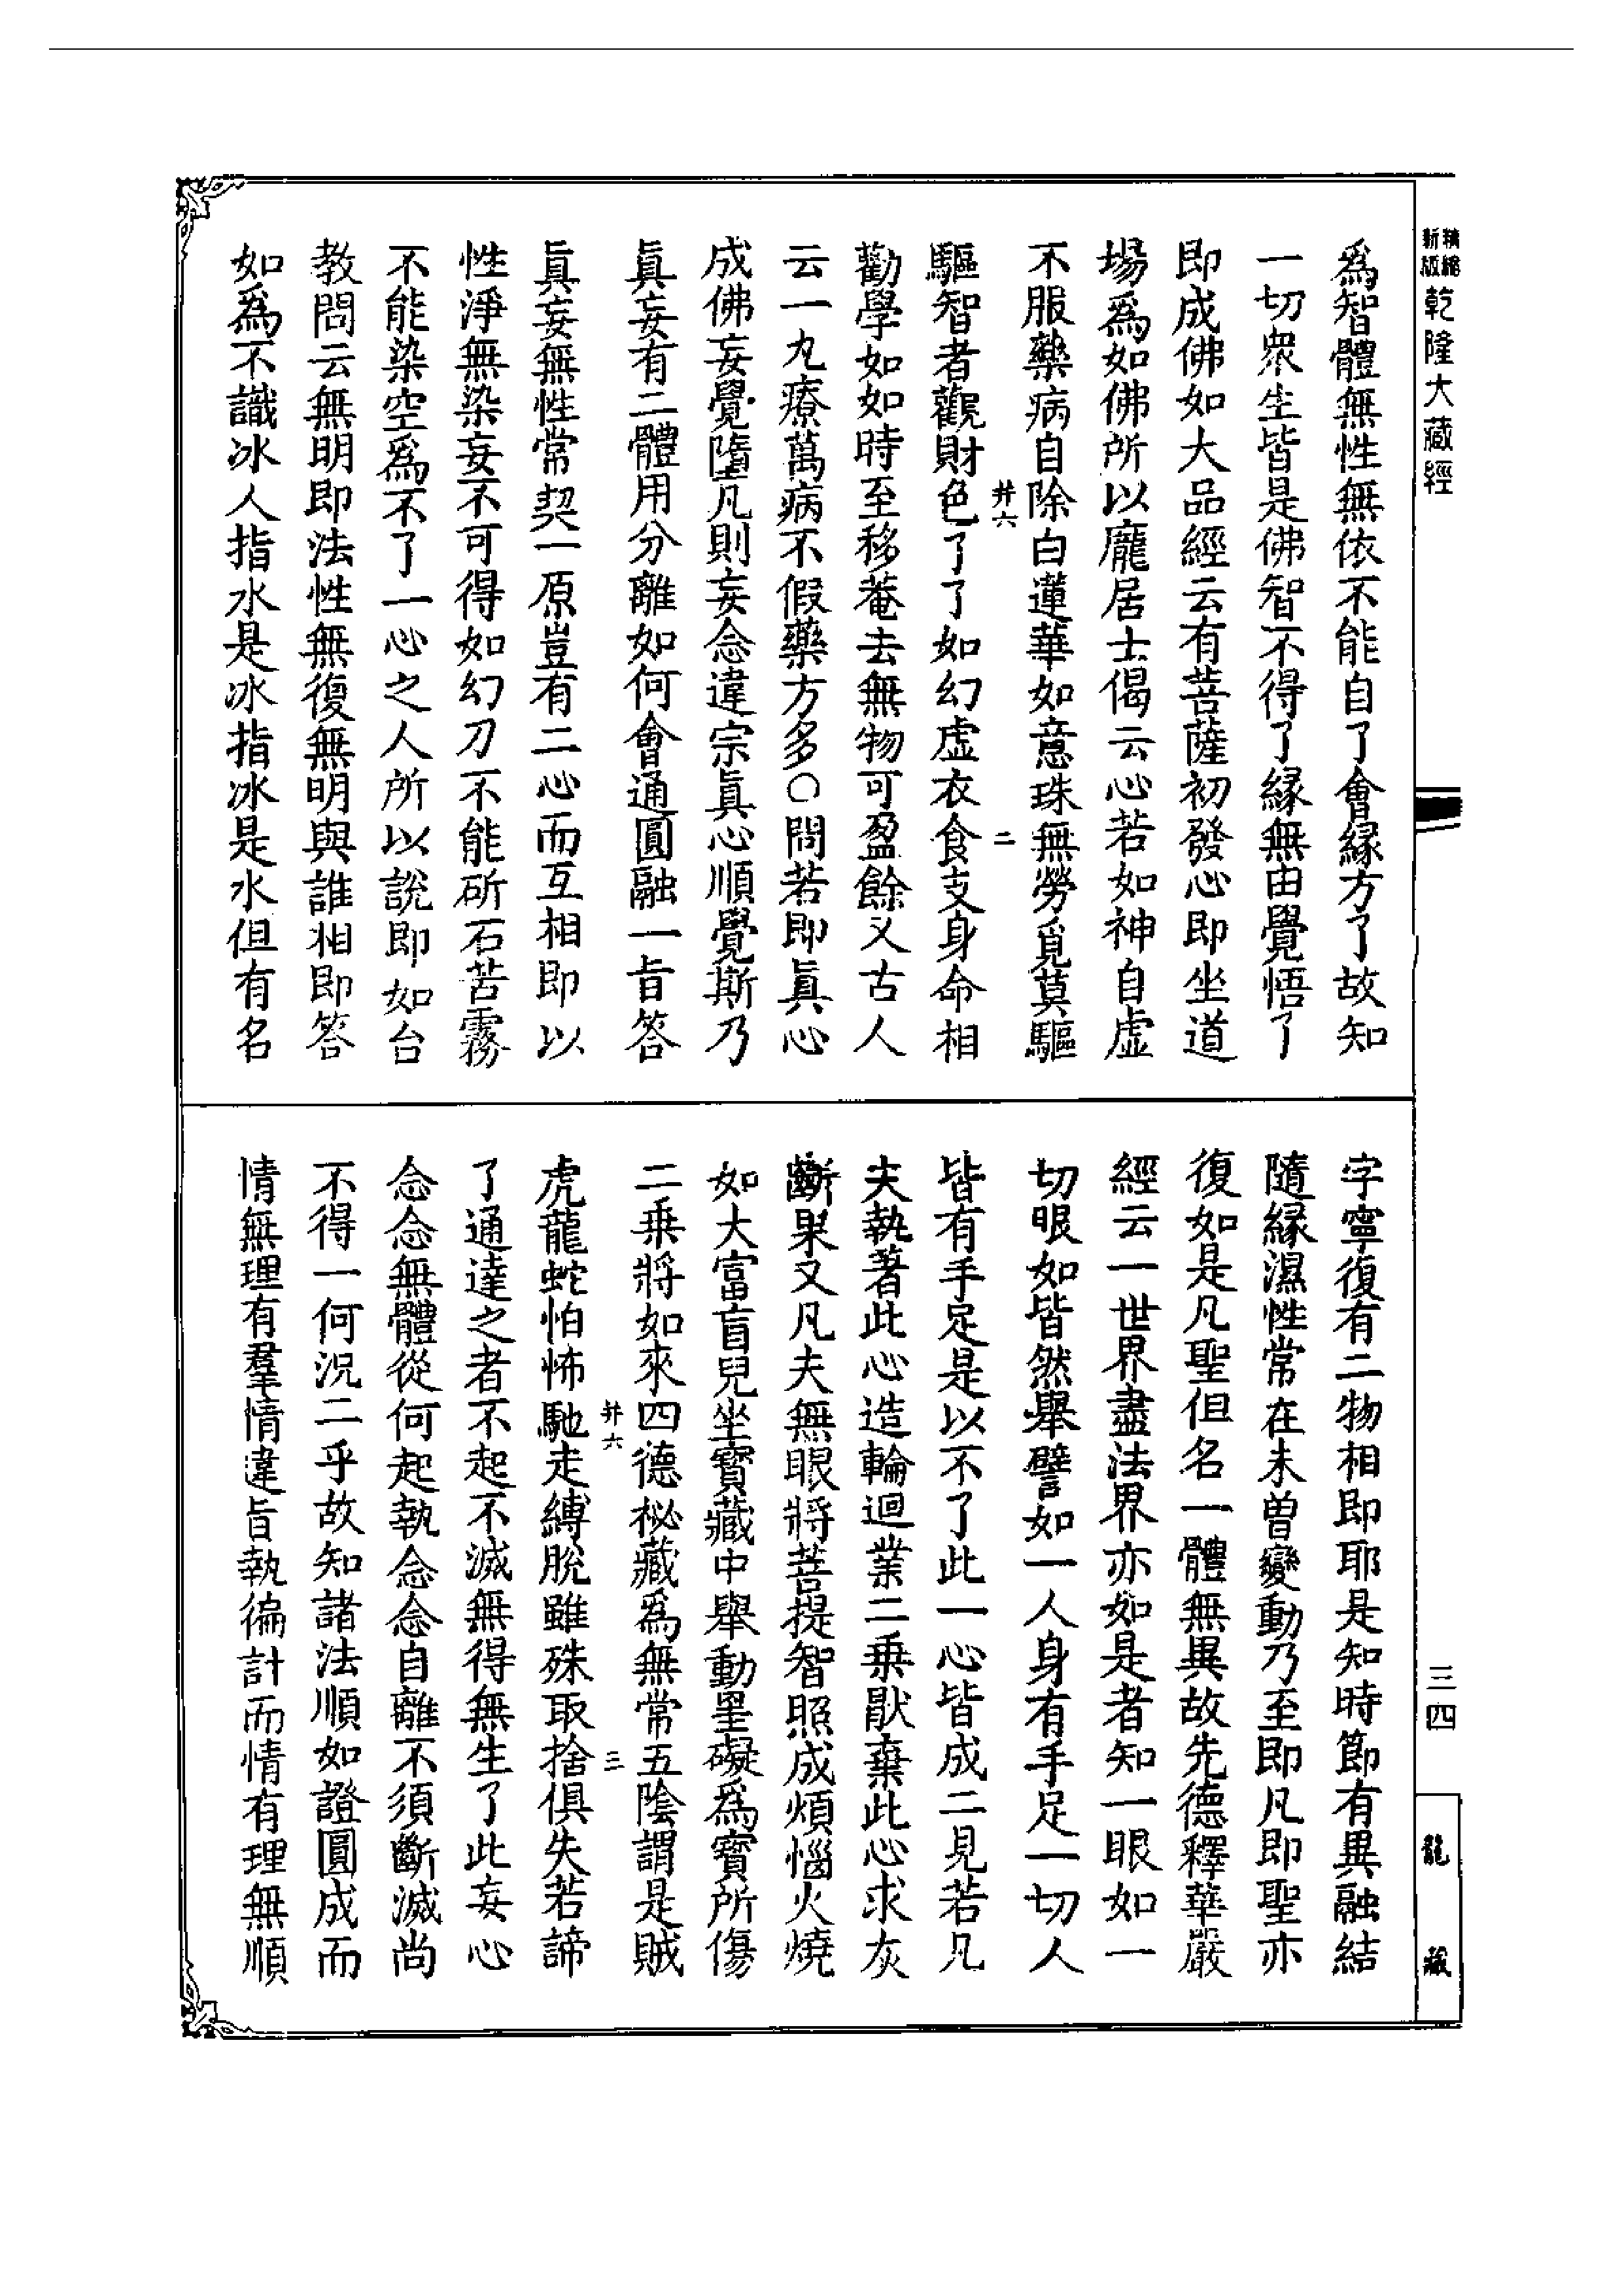 精縮新版乾隆大藏經
爲智體無性無依不能自了會緣方了故知
一切衆生皆是佛智不得了緣無由覺悟了
即成佛如大品經云有菩薩初發心即坐道
場爲如佛所以龐居士偈云心若如神自虛
不服藥病自除白蓮華如意珠無勞覓莫驅
井六 二
驅智者觀財色了了如幻虛衣食支身命相
勸學如如時至移菴去無物可盈餘又古人
云一丸療萬病不假藥方多○問若即眞心
成佛妄覺墮凡則妄念違宗眞心順覺斯乃
眞妄有二體用分離如何會通圓融一旨答
眞妄無性常契一原豈有二心而互相即以
性淨無染妄不可得如幻刀不能斫石苦霧
不能染空爲不了一心之人所以說即如台
教問云無明即法性無復無明與誰相即答
如爲不識冰人指水是冰指冰是水但有名
字寧復有二物相即耶是知時節有異融結
隨緣濕性常在未曾變動乃至即凡即聖亦
復如是凡聖但名一體無異故先德釋華嚴
經云一世界盡法界亦如是者知一眼如一
切眼如皆然舉譬如一人身有手足一切人
皆有手足是以不了此一心皆成二見若凡
夫執著此心造輪迴業二乘厭棄此心求灰
斷果又凡夫無眼將菩提智照成煩惱火燒
如大富盲兒坐寶藏中舉動罣礙爲寶所傷
二乘將如來四德祕藏爲無常五陰謂是賊
井六 三
虎龍蛇怕怖馳走縛脫雖殊取捨俱失若諦
了通達之者不起不滅無得無生了此妄心
念念無體從何起執念念自離不須斷滅尚
不得一何況二乎故知諸法順如證圓成而
情無理有羣情違旨執徧計而情有理無順
三四
龍藏